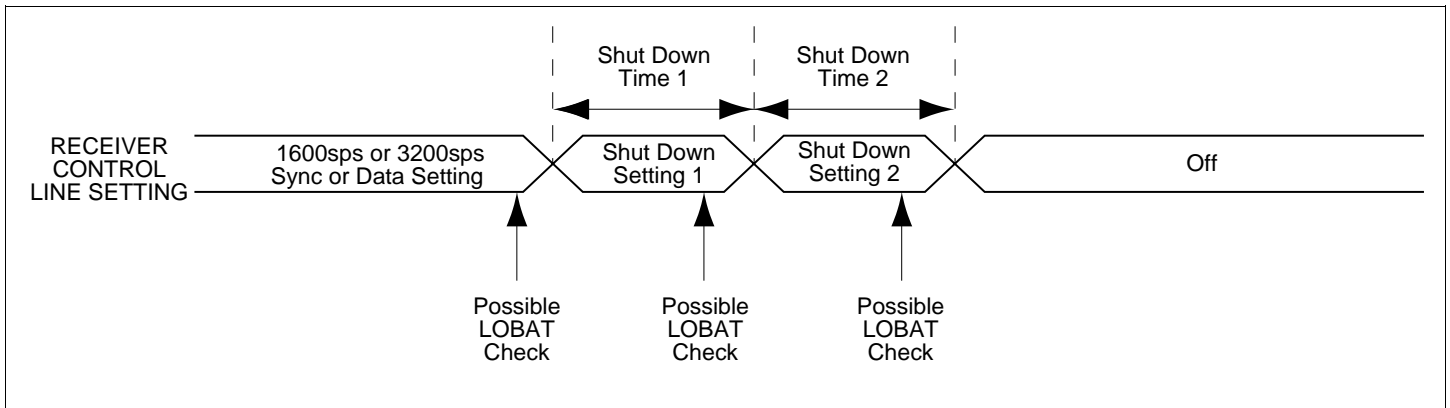 Shut Down
Time 1
Shut Down
Time 2
RECEIVER
CONTROL
LINE SETTING
1600sps or 3200sps
Sync or Data Setting
Shut Down
Setting 1
Shut Down
Setting 2
Off
Possible
LOBAT
Check
Possible
LOBAT
Check
Possible
LOBAT
Check